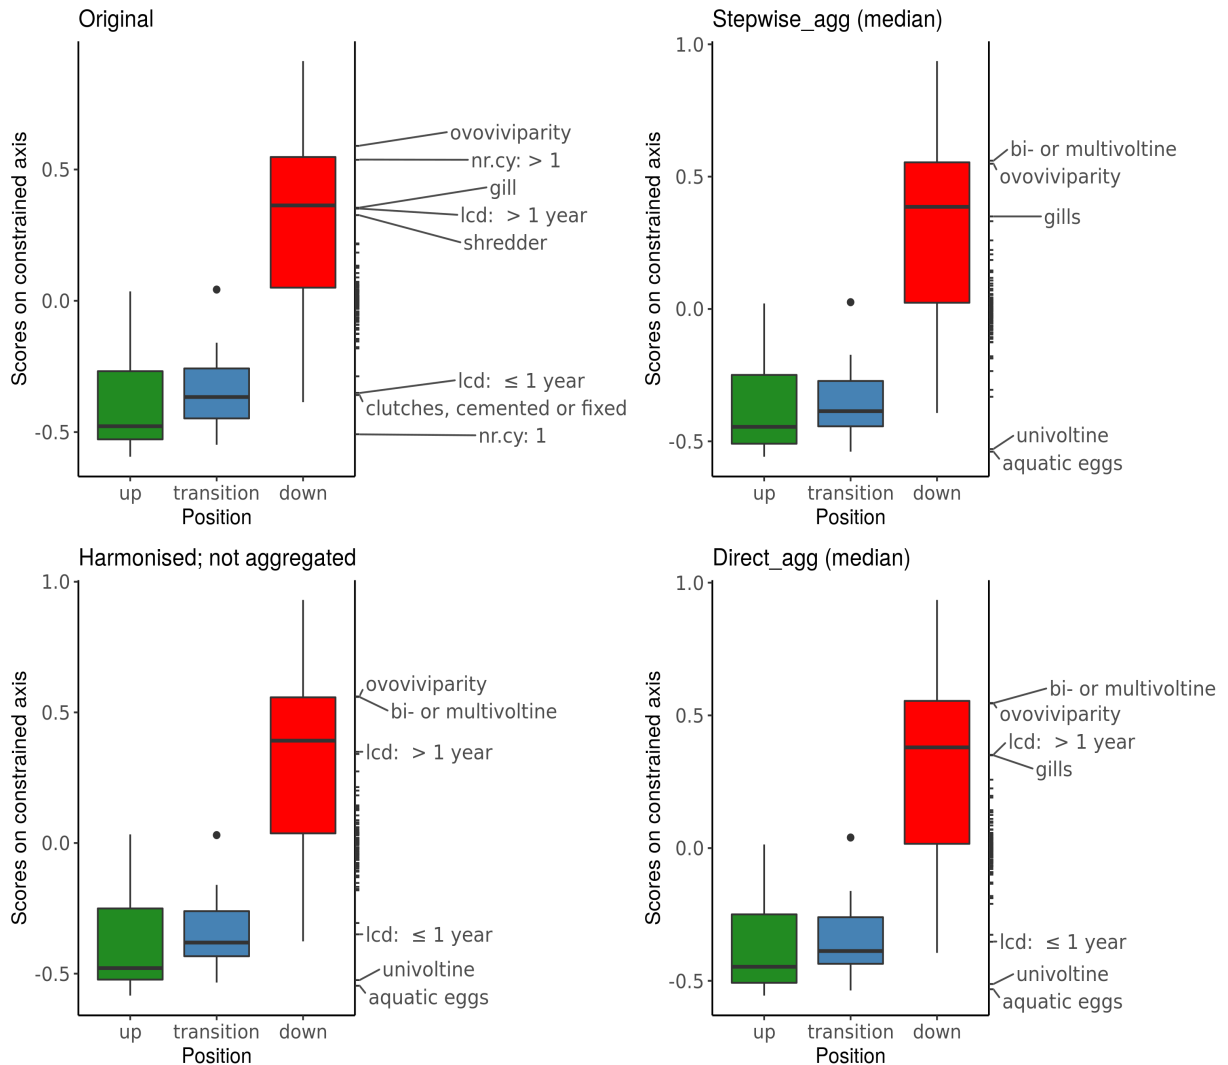 Original
Scores on constrained axis
0.5
0.0
-0.5
up transition down
Position
ovoviviparity
nr.cy: > 1
gill
lcd:  > 1 year
shredder
lcd:  ≤ 1 year
clutches, cemented or fixed
nr.cy: 1
Stepwise_agg (median)
Scores on constrained axis
1.0
0.5
0.0
-0.5
up transition down
Position
bi- or multivoltine
ovoviviparity
gills
univoltine
aquatic eggs
Harmonised; not aggregated
Scores on constrained axis
1.0
0.5
0.0
-0.5
up transition down
Position
ovoviviparity
bi- or multivoltine
lcd:  > 1 year
lcd:  ≤ 1 year
univoltine
aquatic eggs
Direct_agg (median)
Scores on constrained axis
1.0
0.5
0.0
-0.5
up transition down
Position
bi- or multivoltine
ovoviviparity
lcd:  > 1 year
gills
lcd:  ≤ 1 year
univoltine
aquatic eggs